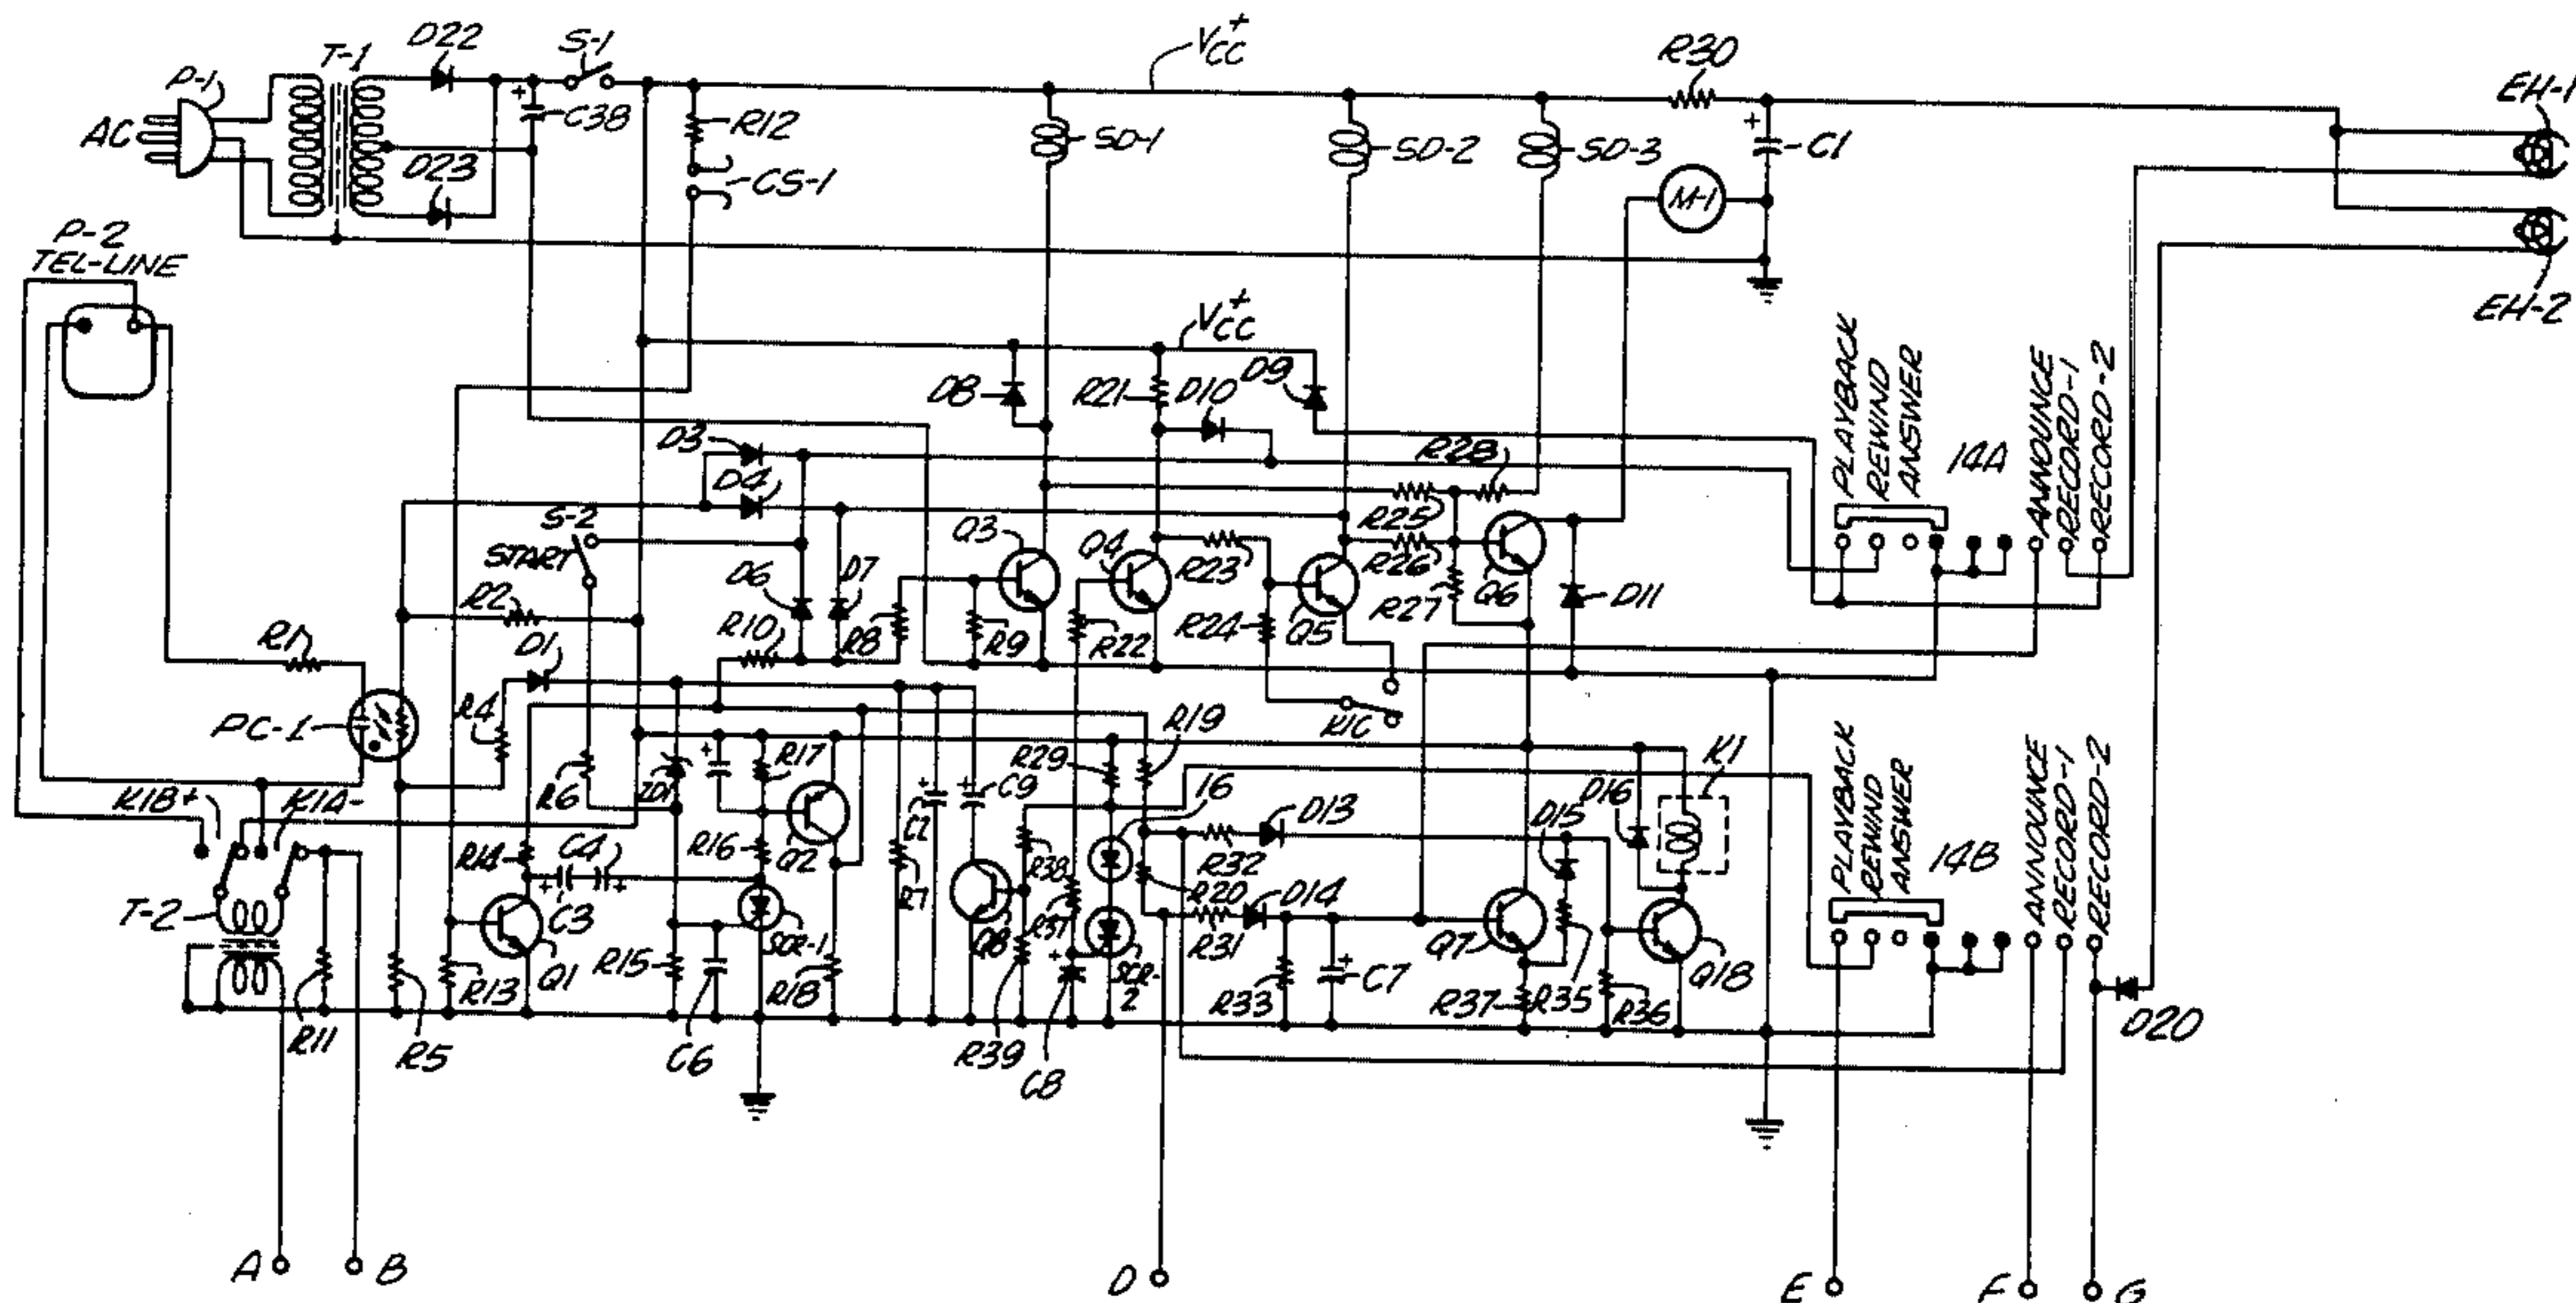 D22
S-1
T-1
P-1
AC
C38
D23
R12
CS-1
VCC+
SD-1
SD-2
SD-3
R30
C1
M-1
EH-1
EH-2
P-2
TEL-LINE
VCC+
D8
R21
D10
D9
D3
D4
R28
PLAYBACK
REWIND
ANSWER
14A
ANNOUNCE
RECORD-1
RECORD-2
S-2
START
Q3
Q4
R23
R25
R26
Q6
R27
D11
R2
D6
D7
R10
R8
R9
R22
R24
Q5
R1
D1
PC-1
R4
K1C
R19
R29
16
K1
K1B+
K1A-
R6
ZD1
R17
C9
D13
D15
D16
R14
C4
R16
Q2
R7
R38
R32
R20
D14
PLAYBACK
REWIND
ANSWER
14B
ANNOUNCE
RECORD-1
RECORD-2
T-2
C3
SCR-1
Q8
R31
SCR-2
R31
Q7
Q18
R11
R5
R13
Q1
R15
C6
R18
R39
C8
R33
C7
R37
R35
R36
D20
A
B
D
E
F
G